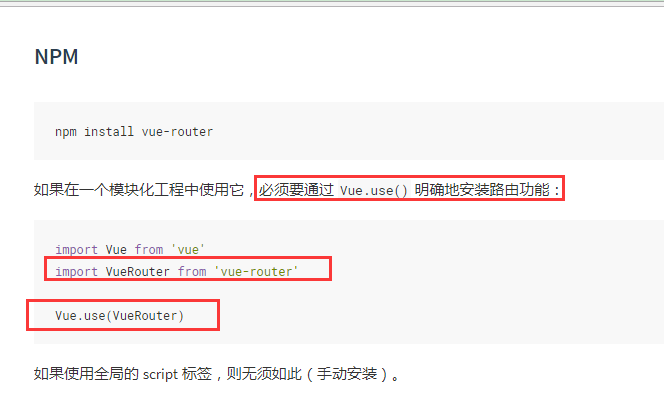 NPM
npm install vue-router
如果在一个模块化工程中使用它，必须要通过 Vue.use() 明确地安装路由功能：
import Vue from 'vue'
import VueRouter from 'vue-router'
Vue.use(VueRouter)
如果使用全局的 script 标签，则无须如此（手动安装）。